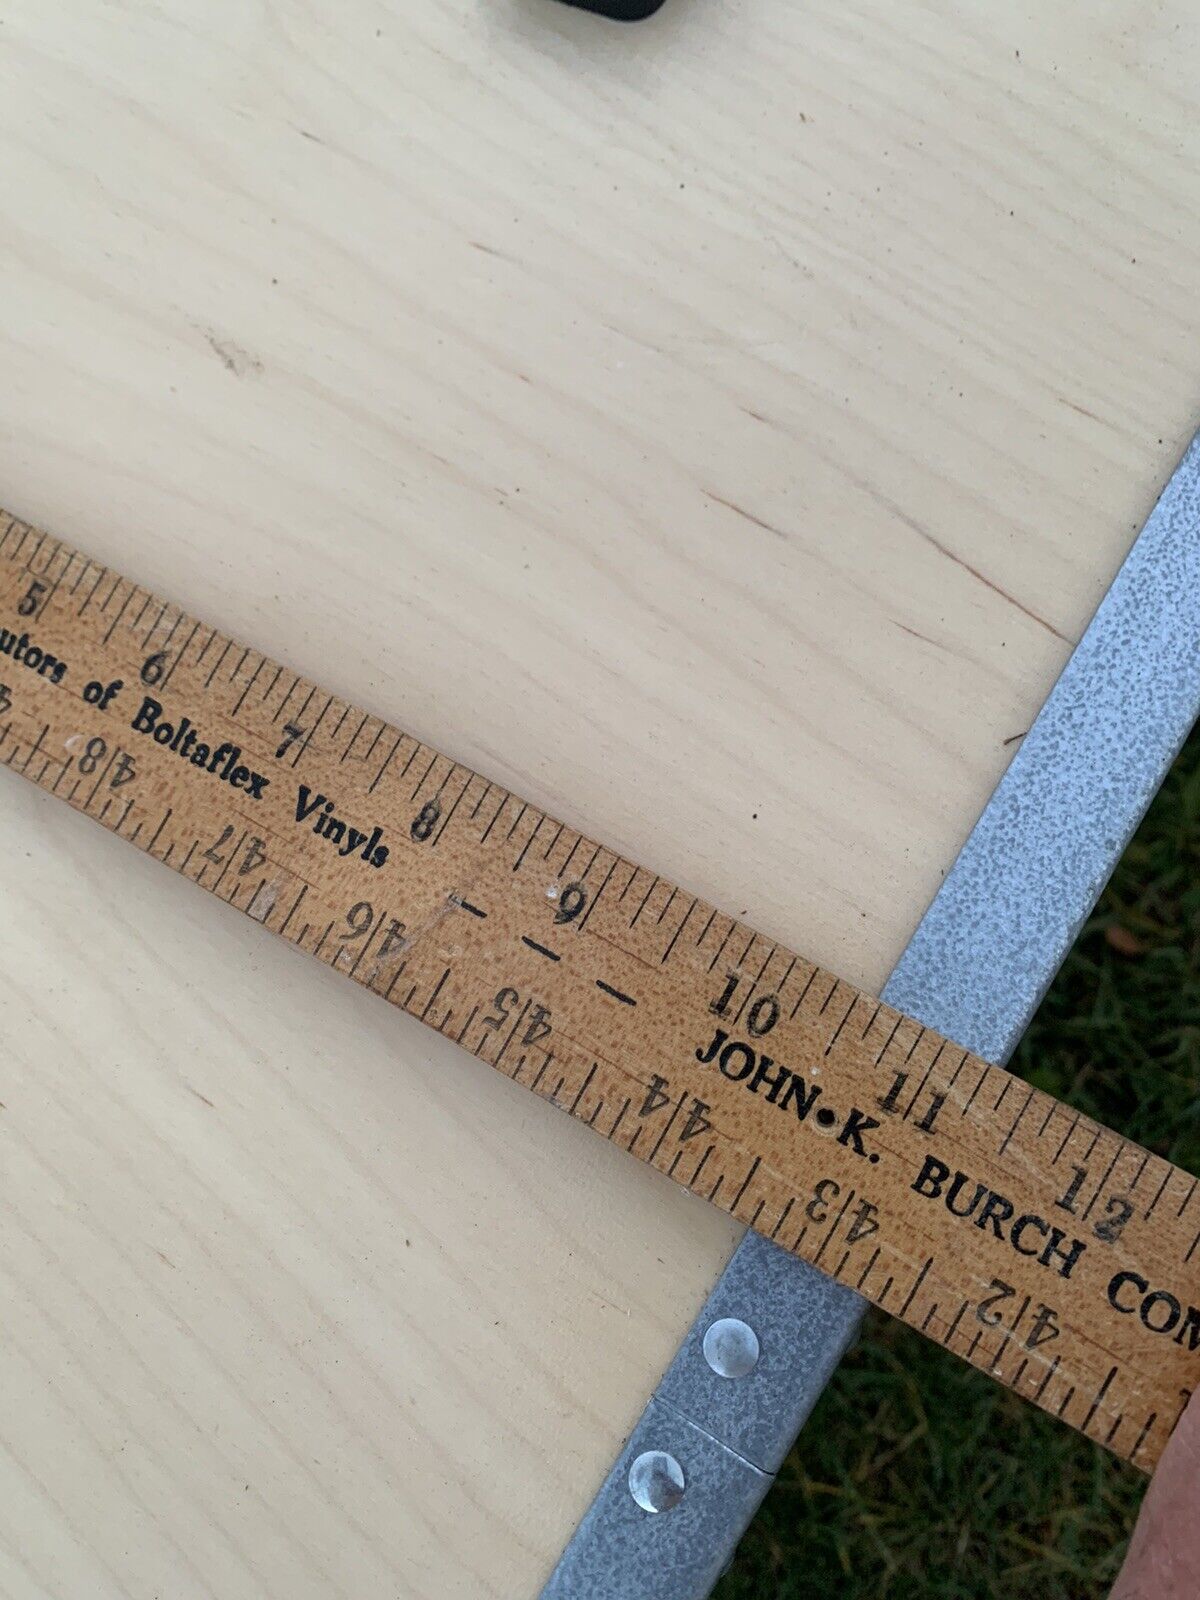 5 6 7 8 9 10 11 12
of Boltaflex Vinyls - - - JOHN • K. BURCH
48 47 46 45 44 43 42